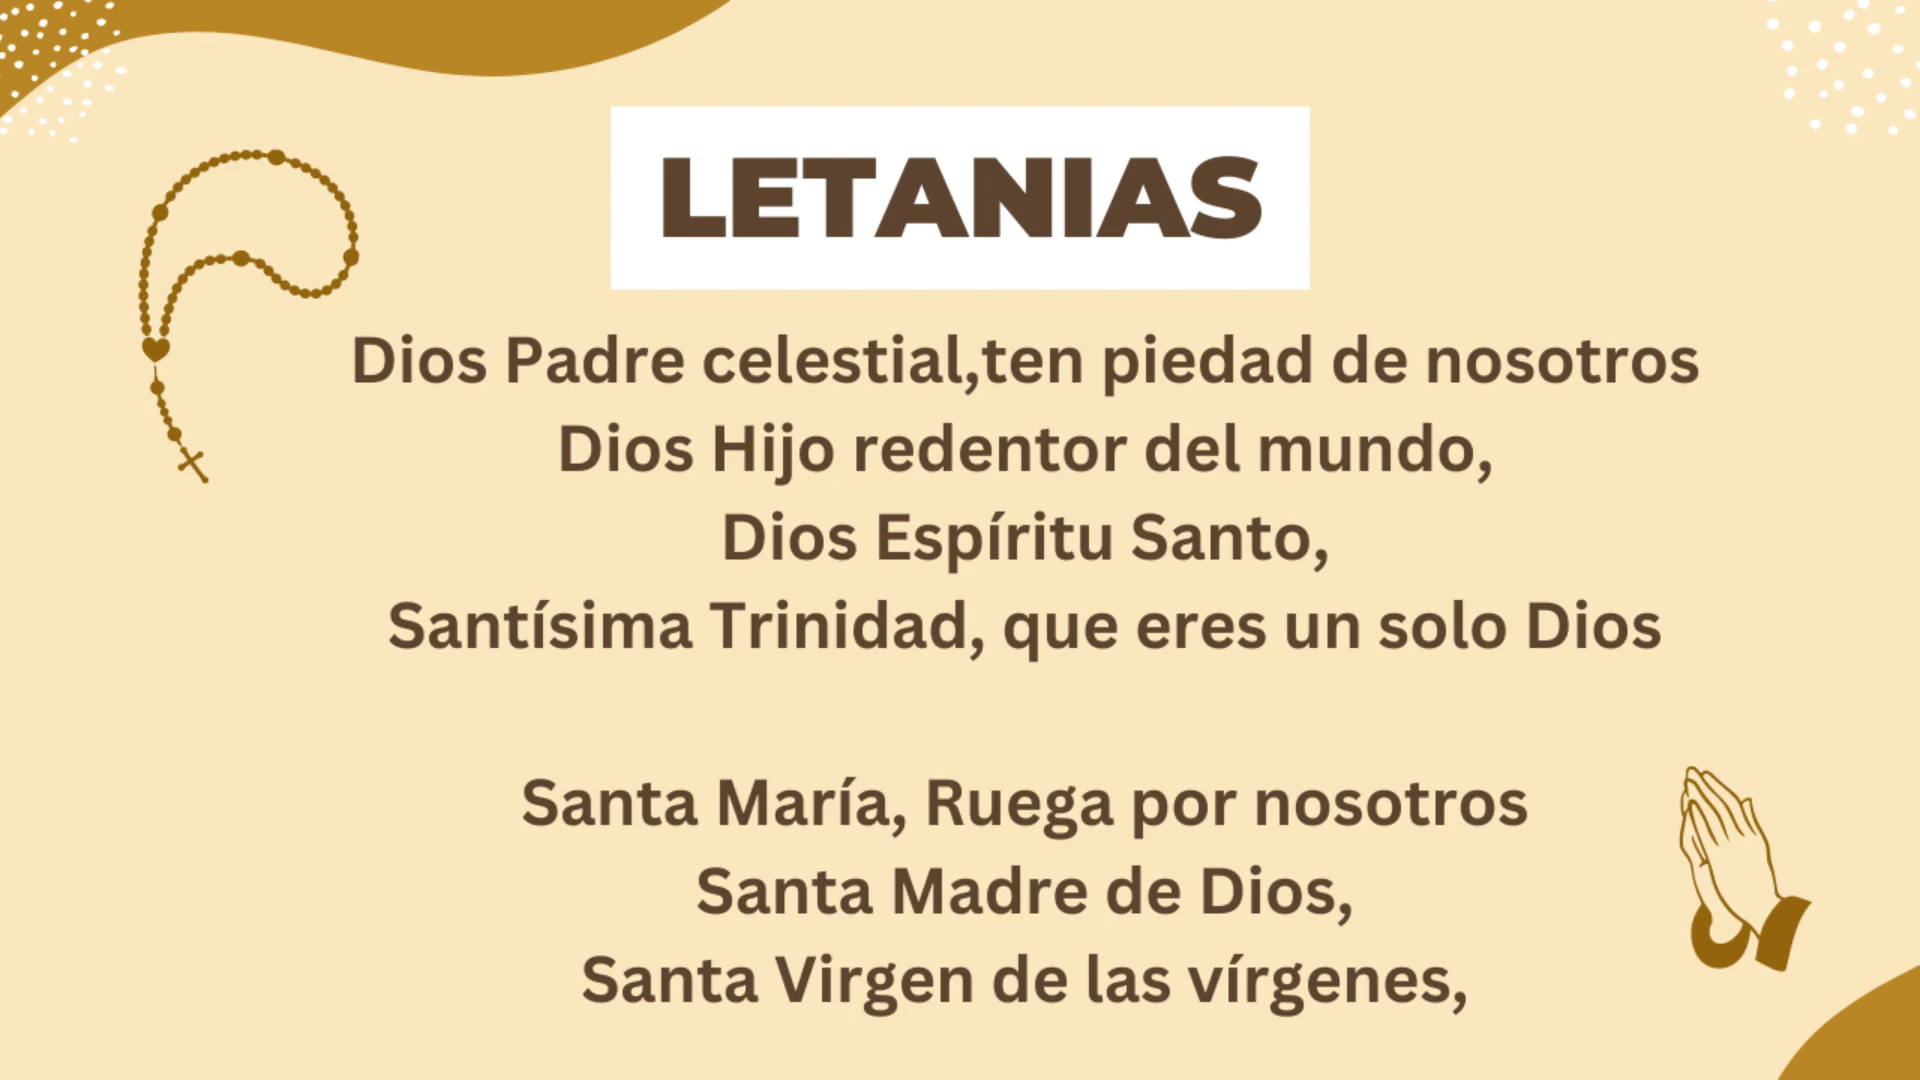 LETANIAS
Dios Padre celestial,ten piedad de nosotros
Dios Hijo redentor del mundo,
Dios Espíritu Santo,
Santísima Trinidad, que eres un solo Dios
Santa María, Ruega por nosotros
Santa Madre de Dios,
Santa Virgen de las vírgenes,